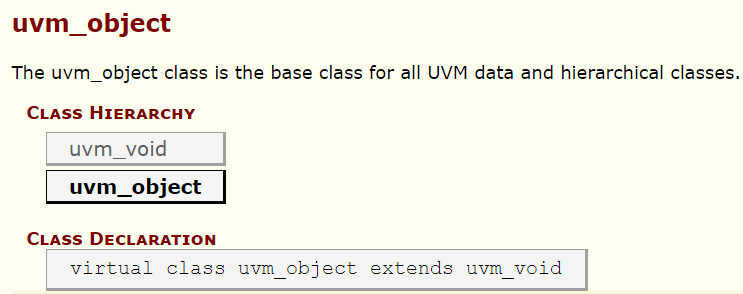 uvm_object
The uvm_object class is the base class for all UVM data and hierarchical classes.
CLASS HIERARCHY
uvm_void
uvm_object
CLASS DECLARATION
virtual class uvm_object extends uvm_void